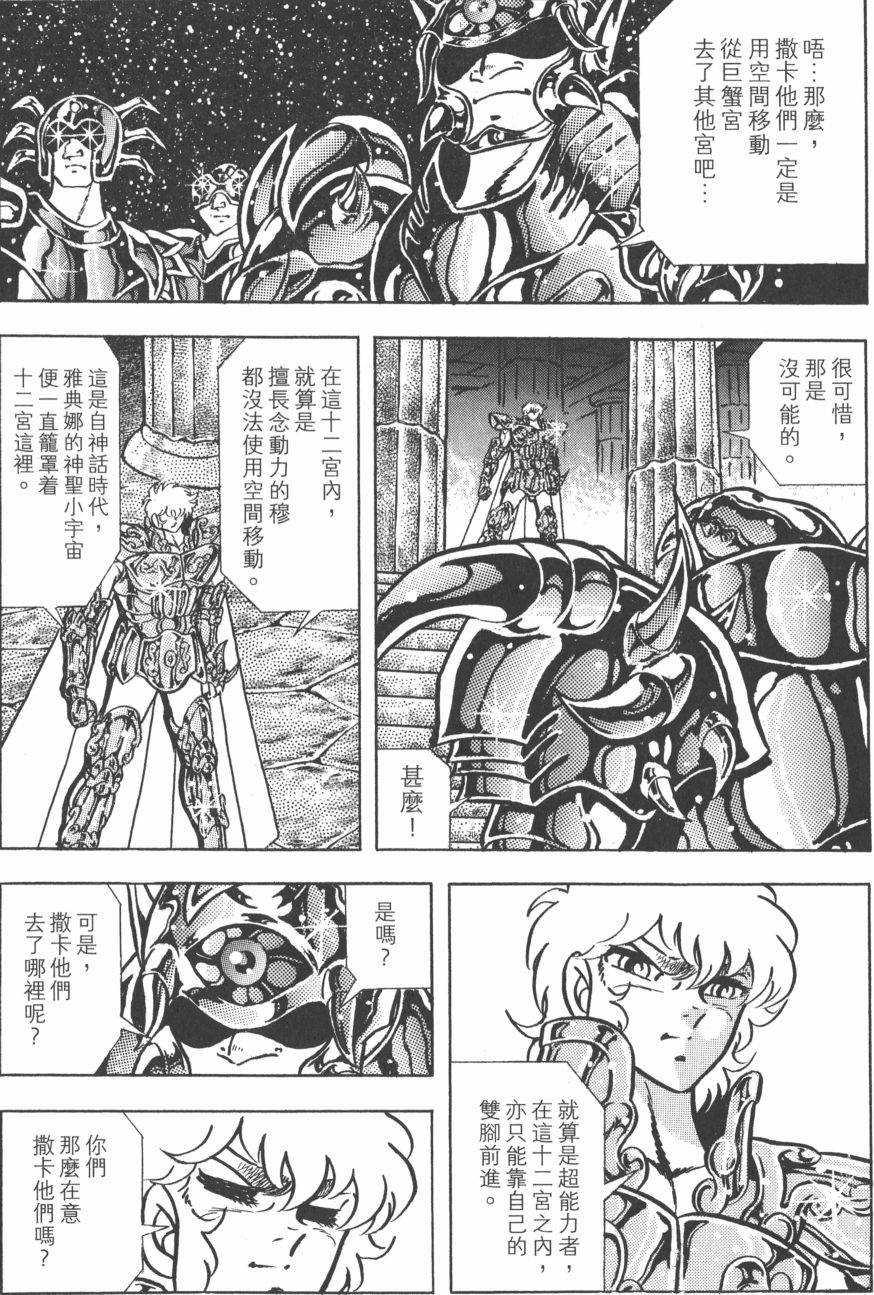 唔…那麼，
撒卡他們一定是
用空間移動
從巨蟹宮
去了其他宮吧…
很可惜，
那是
沒可能的。
甚麼！
在這十二宮內，
就算是
擅長念動力的穆
都沒法使用空間移動。
這是自神話時代，
雅典娜的神聖小宇宙
便一直籠罩着
十二宮這裡。
就算是超能力者，
在這十二宮之內，
亦只能靠自己的
雙腳前進。
是嗎？
可是，
撒卡他們
去了哪裡呢？
你們
那麼在意
撒卡他們嗎？